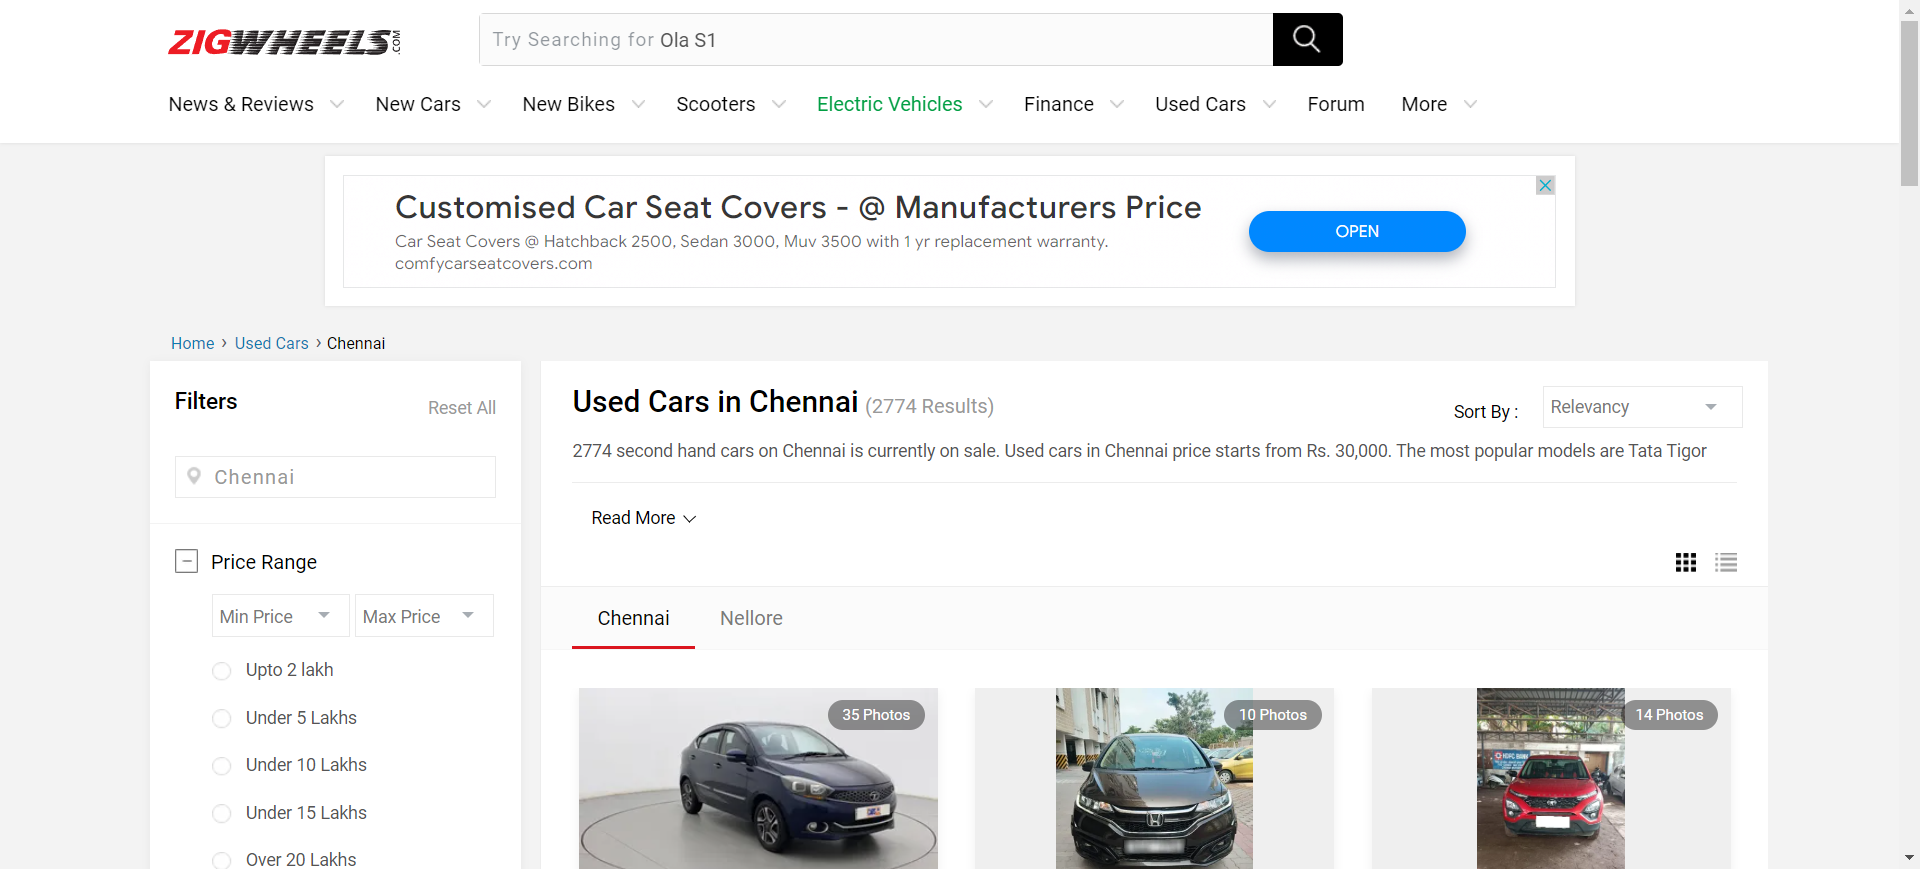 ZIGWHEELS.COM
Try Searching for Ola S1
News & Reviews New Cars New Bikes Scooters Electric Vehicles Finance Used Cars Forum More
Customised Car Seat Covers - @ Manufacturers Price
Car Seat Covers @ Hatchback 2500, Sedan 3000, Muv 3500 with 1 yr replacement warranty.
comfycarseatcovers.com
OPEN
Home › Used Cars › Chennai
Filters
Reset All
Chennai
Price Range
Min Price Max Price
Upto 2 lakh
Under 5 Lakhs
Under 10 Lakhs
Under 15 Lakhs
Over 20 Lakhs
Used Cars in Chennai (2774 Results)
Sort By : Relevancy
2774 second hand cars on Chennai is currently on sale. Used cars in Chennai price starts from Rs. 30,000. The most popular models are Tata Tigor
Read More
Chennai Nellore
35 Photos
10 Photos
14 Photos
HDFC BANK